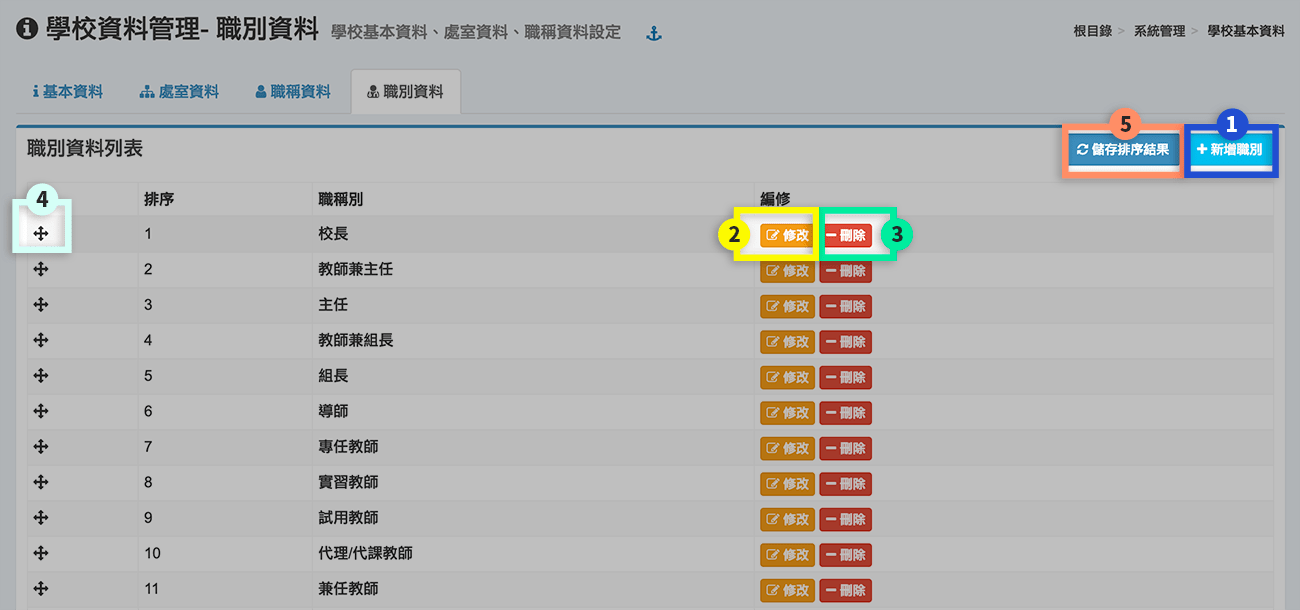 學校資料管理- 職別資料 學校基本資料、處室資料、職稱資料設定
根目錄 > 系統管理 > 學校基本資料
基本資料 處室資料 職稱資料 職別資料
5 1
職別資料列表 儲存排序結果 新增職別
4
排序 職稱別 編修
1 校長 2 修改 刪除 3
2 教師兼主任 修改 刪除
3 主任 修改 刪除
4 教師兼組長 修改 刪除
5 組長 修改 刪除
6 導師 修改 刪除
7 專任教師 修改 刪除
8 實習教師 修改 刪除
9 試用教師 修改 刪除
10 代理/代課教師 修改 刪除
11 兼任教師 修改 刪除